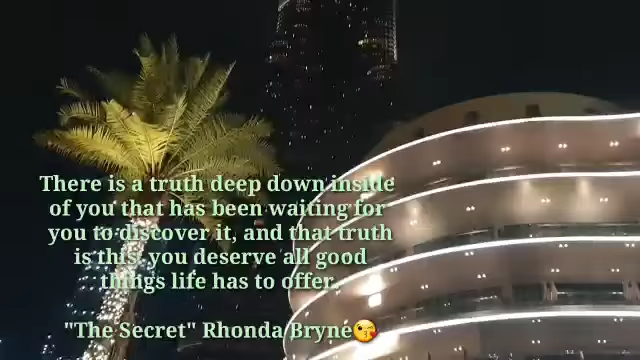 There is a truth deep down inside
of you that has been waiting for
you to discover it, and that truth
is this: you deserve all good
things life has to offer.
"The Secret" Rhonda Bryne😘